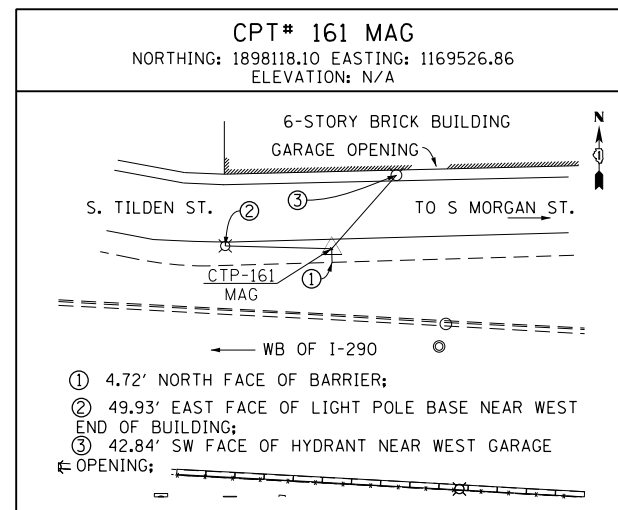 CPT# 161 MAG
NORTHING: 1898118.10 EASTING: 1169526.86
ELEVATION: N/A
6-STORY BRICK BUILDING
N
GARAGE OPENING
3
S. TILDEN ST.
2
TO S MORGAN ST.
CTP-161
MAG
1
WB OF I-290
1 4.72' NORTH FACE OF BARRIER;
2 49.93' EAST FACE OF LIGHT POLE BASE NEAR WEST
END OF BUILDING;
3 42.84' SW FACE OF HYDRANT NEAR WEST GARAGE
OPENING;